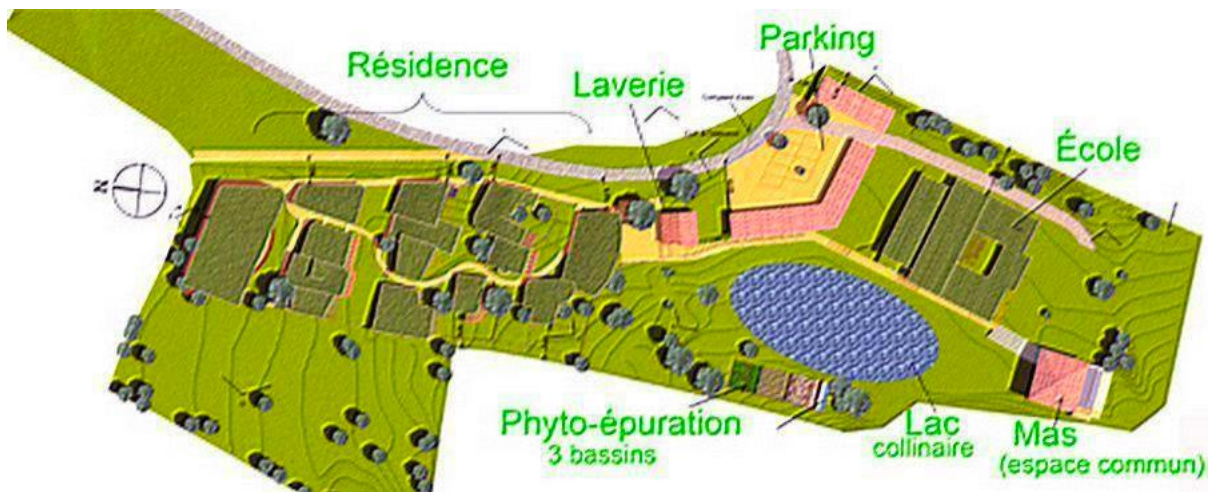 Parking
Résidence
Laverie
École
N
Phyto-épuration
3 bassins
Lac
collinaire
Mas
(espace commun)